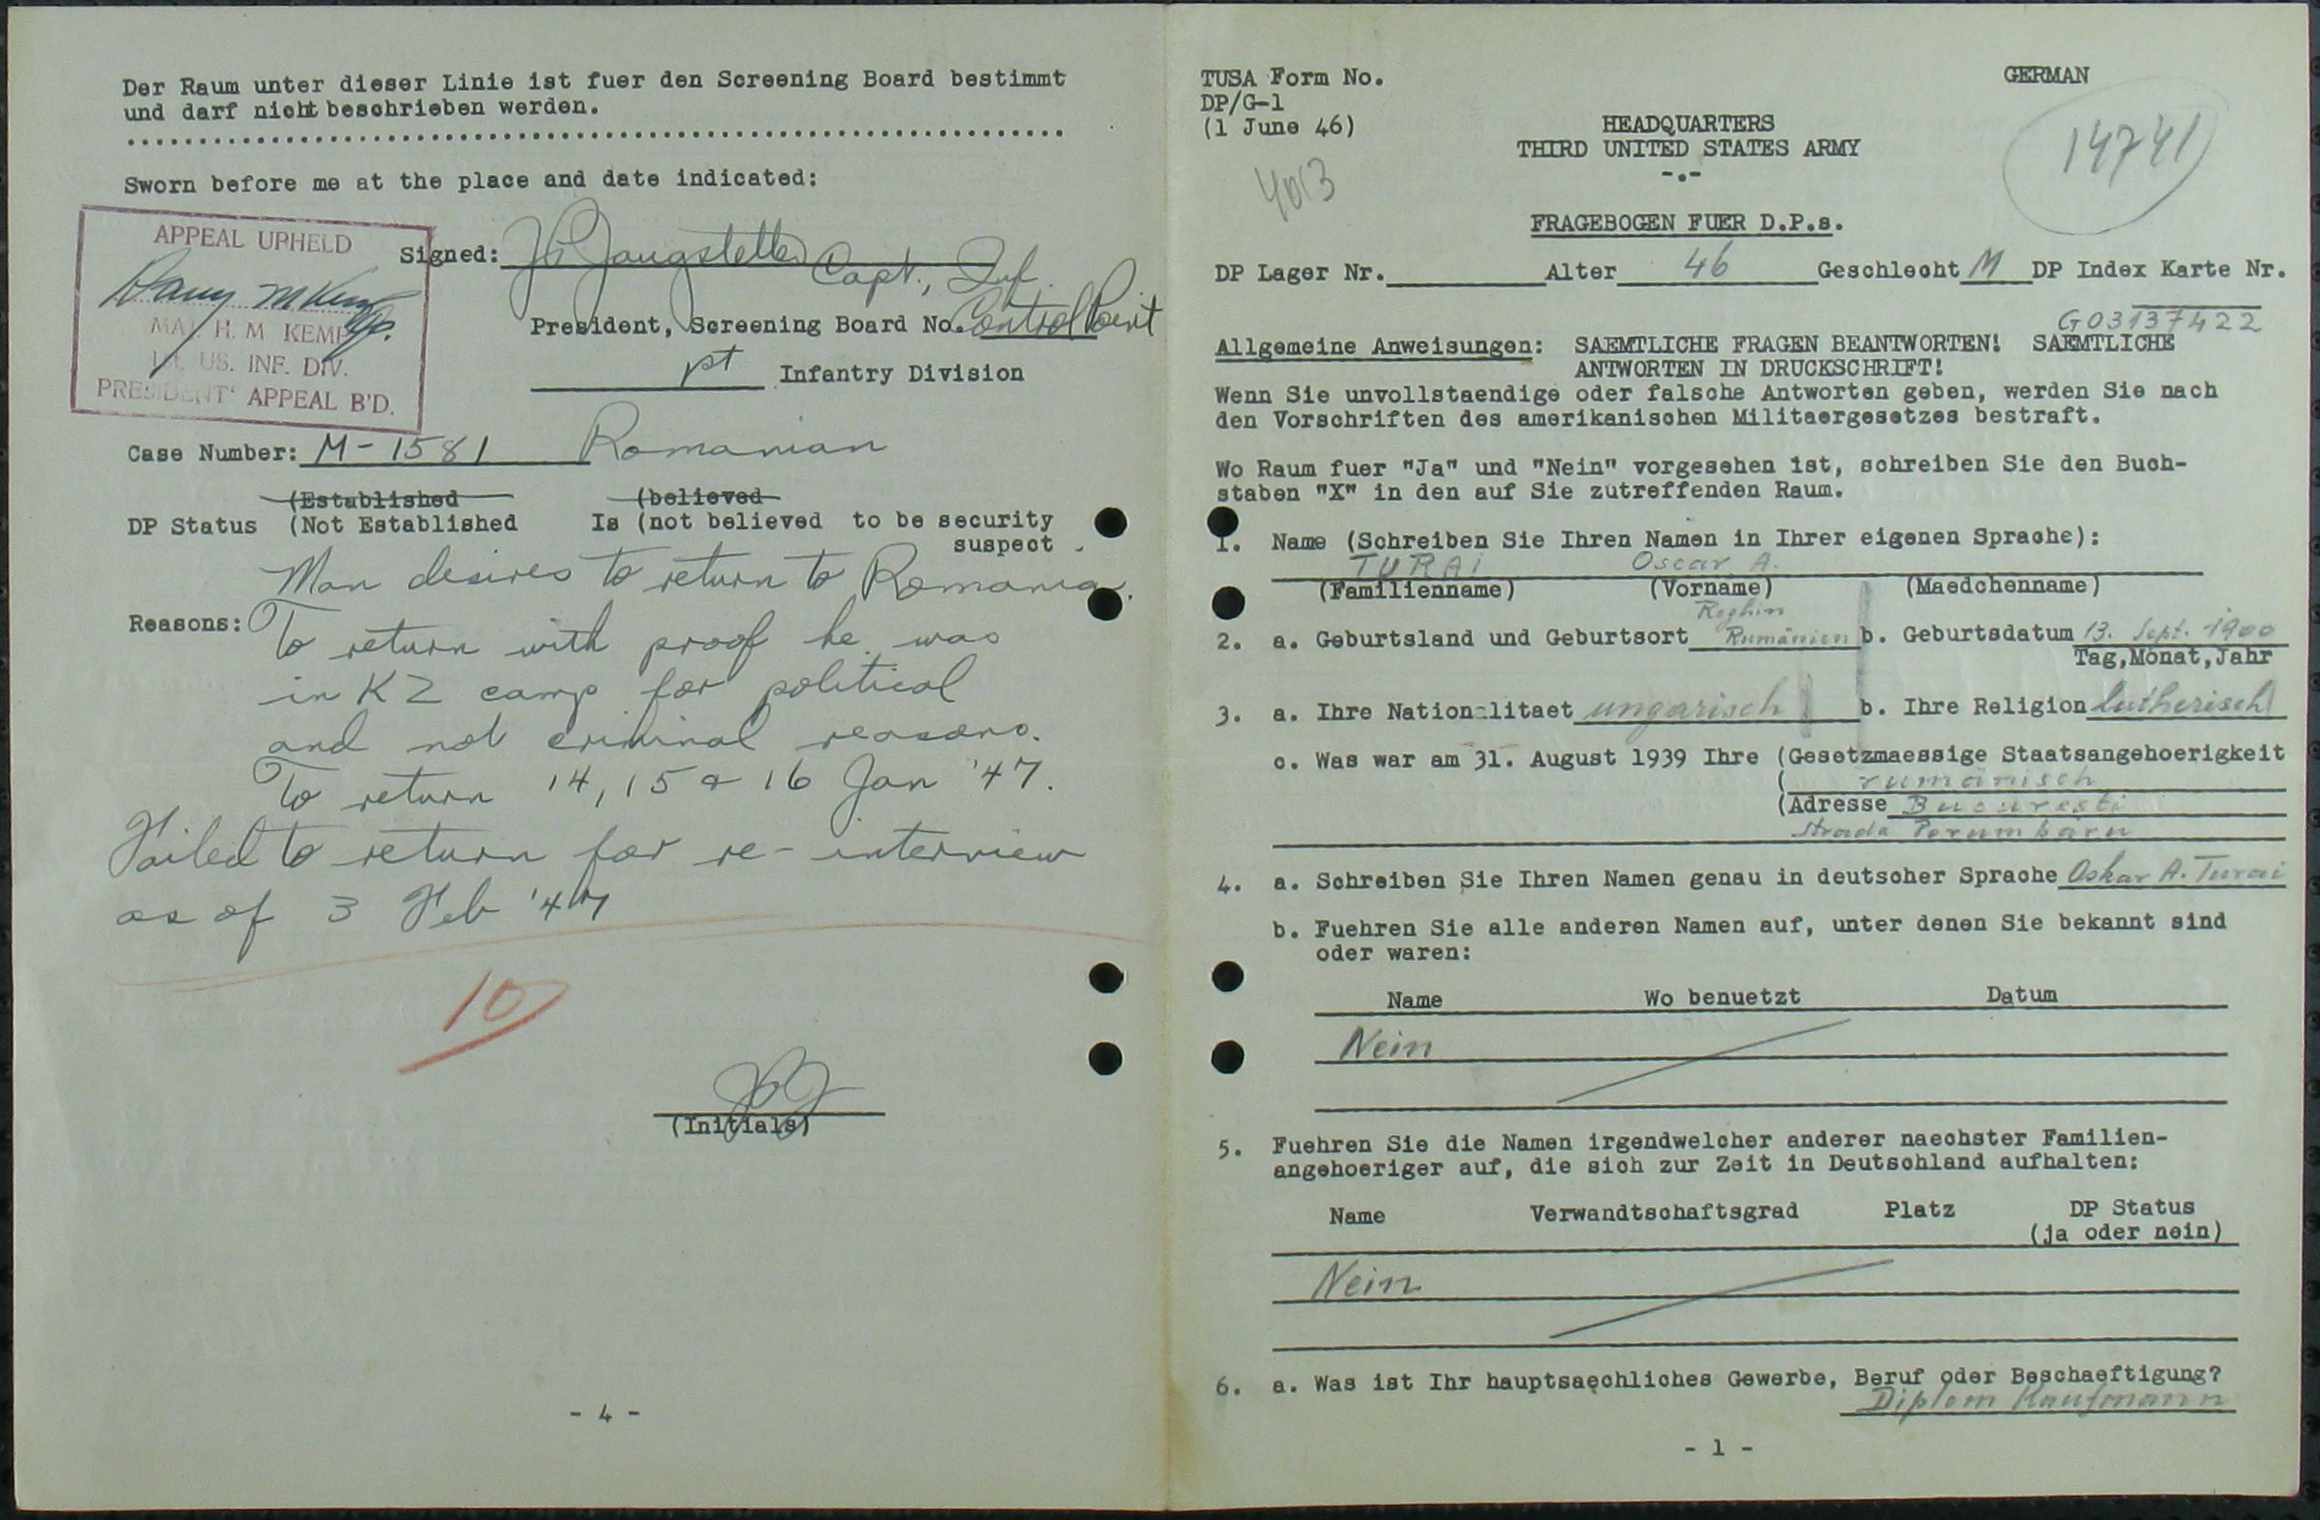 Der Raum unter dieser Linie ist fuer den Screening Board bestimmt
und darf nicht beschrieben werden.
Sworn before me at the place and date indicated:
APPEAL UPHELD
MAJ H. M KEMP
US. INF. DIV.
PRESIDENT' APPEAL B'D.
Signed: Capt., Inf.
President, Screening Board No. Control Point
1st Infantry Division
Case Number: M-1581 Romanian
(Established (believed
DP Status (Not Established Is (not believed to be security
suspect
Man desires to return to Romania.
Reasons: To return with proof he was
in KZ camp for political
and not criminal reasons.
To return 14, 15 & 16 Jan '47.
Failed to return for re-interview
as of 3 Feb '47
10
(Initials)
- 4 -
TUSA Form No.
DP/G-1
(1 June 46)
GERMAN
14741
4013
HEADQUARTERS
THIRD UNITED STATES ARMY
-.-
FRAGEBOGEN FUER D.P.s.
DP Lager Nr. Alter 46 Geschlecht M DP Index Karte Nr.
G03137422
Allgemeine Anweisungen: SAEMTLICHE FRAGEN BEANTWORTEN! SAEMTLICHE
ANTWORTEN IN DRUCKSCHRIFT!
Wenn Sie unvollstaendige oder falsche Antworten geben, werden Sie nach
den Vorschriften des amerikanischen Militaergesetzes bestraft.
Wo Raum fuer "Ja" und "Nein" vorgesehen ist, schreiben Sie den Buch-
staben "X" in den auf Sie zutreffenden Raum.
1. Name (Schreiben Sie Ihren Namen in Ihrer eigenen Sprache):
TURAI Oscar A.
(Familienname) (Vorname) (Maedchenname)
Reghin
2. a. Geburtsland und Geburtsort Rumänien b. Geburtsdatum 13. Sept. 1900
Tag,Monat,Jahr
3. a. Ihre Nationalitaet ungarisch b. Ihre Religion lutherisch
c. Was war am 31. August 1939 Ihre (Gesetzmaessige Staatsangehoerigkeit
( rumänisch
(Adresse Bucuresti
Strada Porumbaru
4. a. Schreiben Sie Ihren Namen genau in deutscher Sprache Oskar A. Turai
b. Fuehren Sie alle anderen Namen auf, unter denen Sie bekannt sind
oder waren:
Name Wo benuetzt Datum
Nein
5. Fuehren Sie die Namen irgendwelcher anderer naechster Familien-
angehoeriger auf, die sich zur Zeit in Deutschland aufhalten:
Name Verwandtschaftsgrad Platz DP Status
(ja oder nein)
Nein
6. a. Was ist Ihr hauptsaechliches Gewerbe, Beruf oder Beschaeftigung?
Diplom Kaufmann
- 1 -